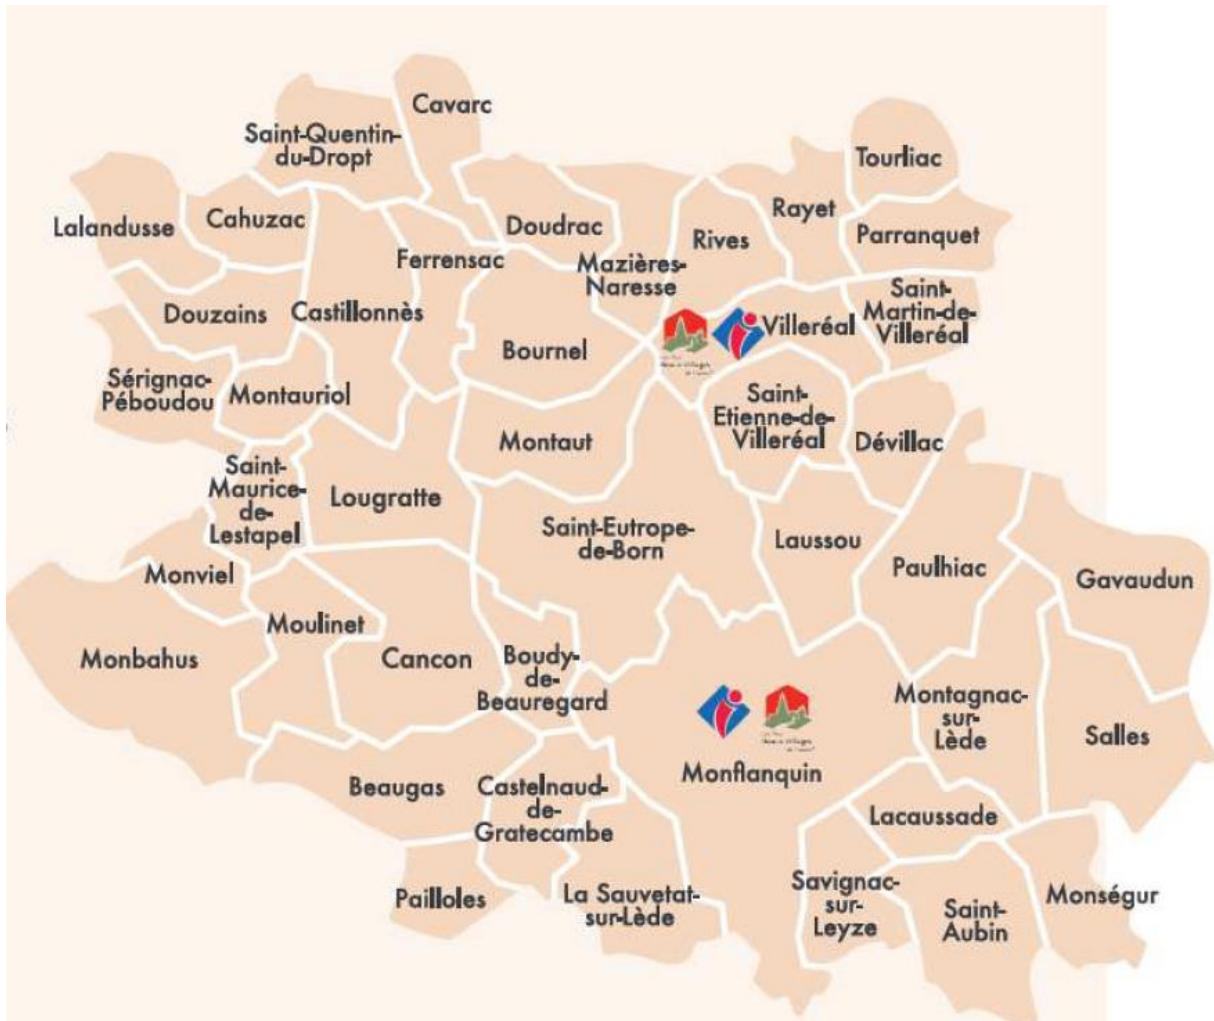 Cavarc
Saint-Quentin-
du-Dropt
Tourliac
Lalandusse
Cahuzac
Doudrac
Rayet
Rives
Parranquet
Ferrensac
Mazières-
Naresse
Douzains
Castillonnès
Saint-
Martin-de-
Villeréal
Villeréal
Bournel
Sérignac-
Péboudou
Montauriol
Saint-
Etienne-de-
Villeréal
Montaut
Dévillac
Saint-
Maurice-
de-
Lestapel
Lougratte
Saint-Eutrope-
de-Born
Laussou
Paulhiac
Gavaudun
Monviel
Moulinet
Monbahus
Cancon
Boudy-
de-
Beauregard
Montagnac-
sur-
Lède
Salles
Monflanquin
Beaugas
Castelnaud-
de-
Gratecambe
Lacaussade
Pailloles
La Sauvetat-
sur-Lède
Savignac-
sur-
Leyze
Saint-
Aubin
Monségur